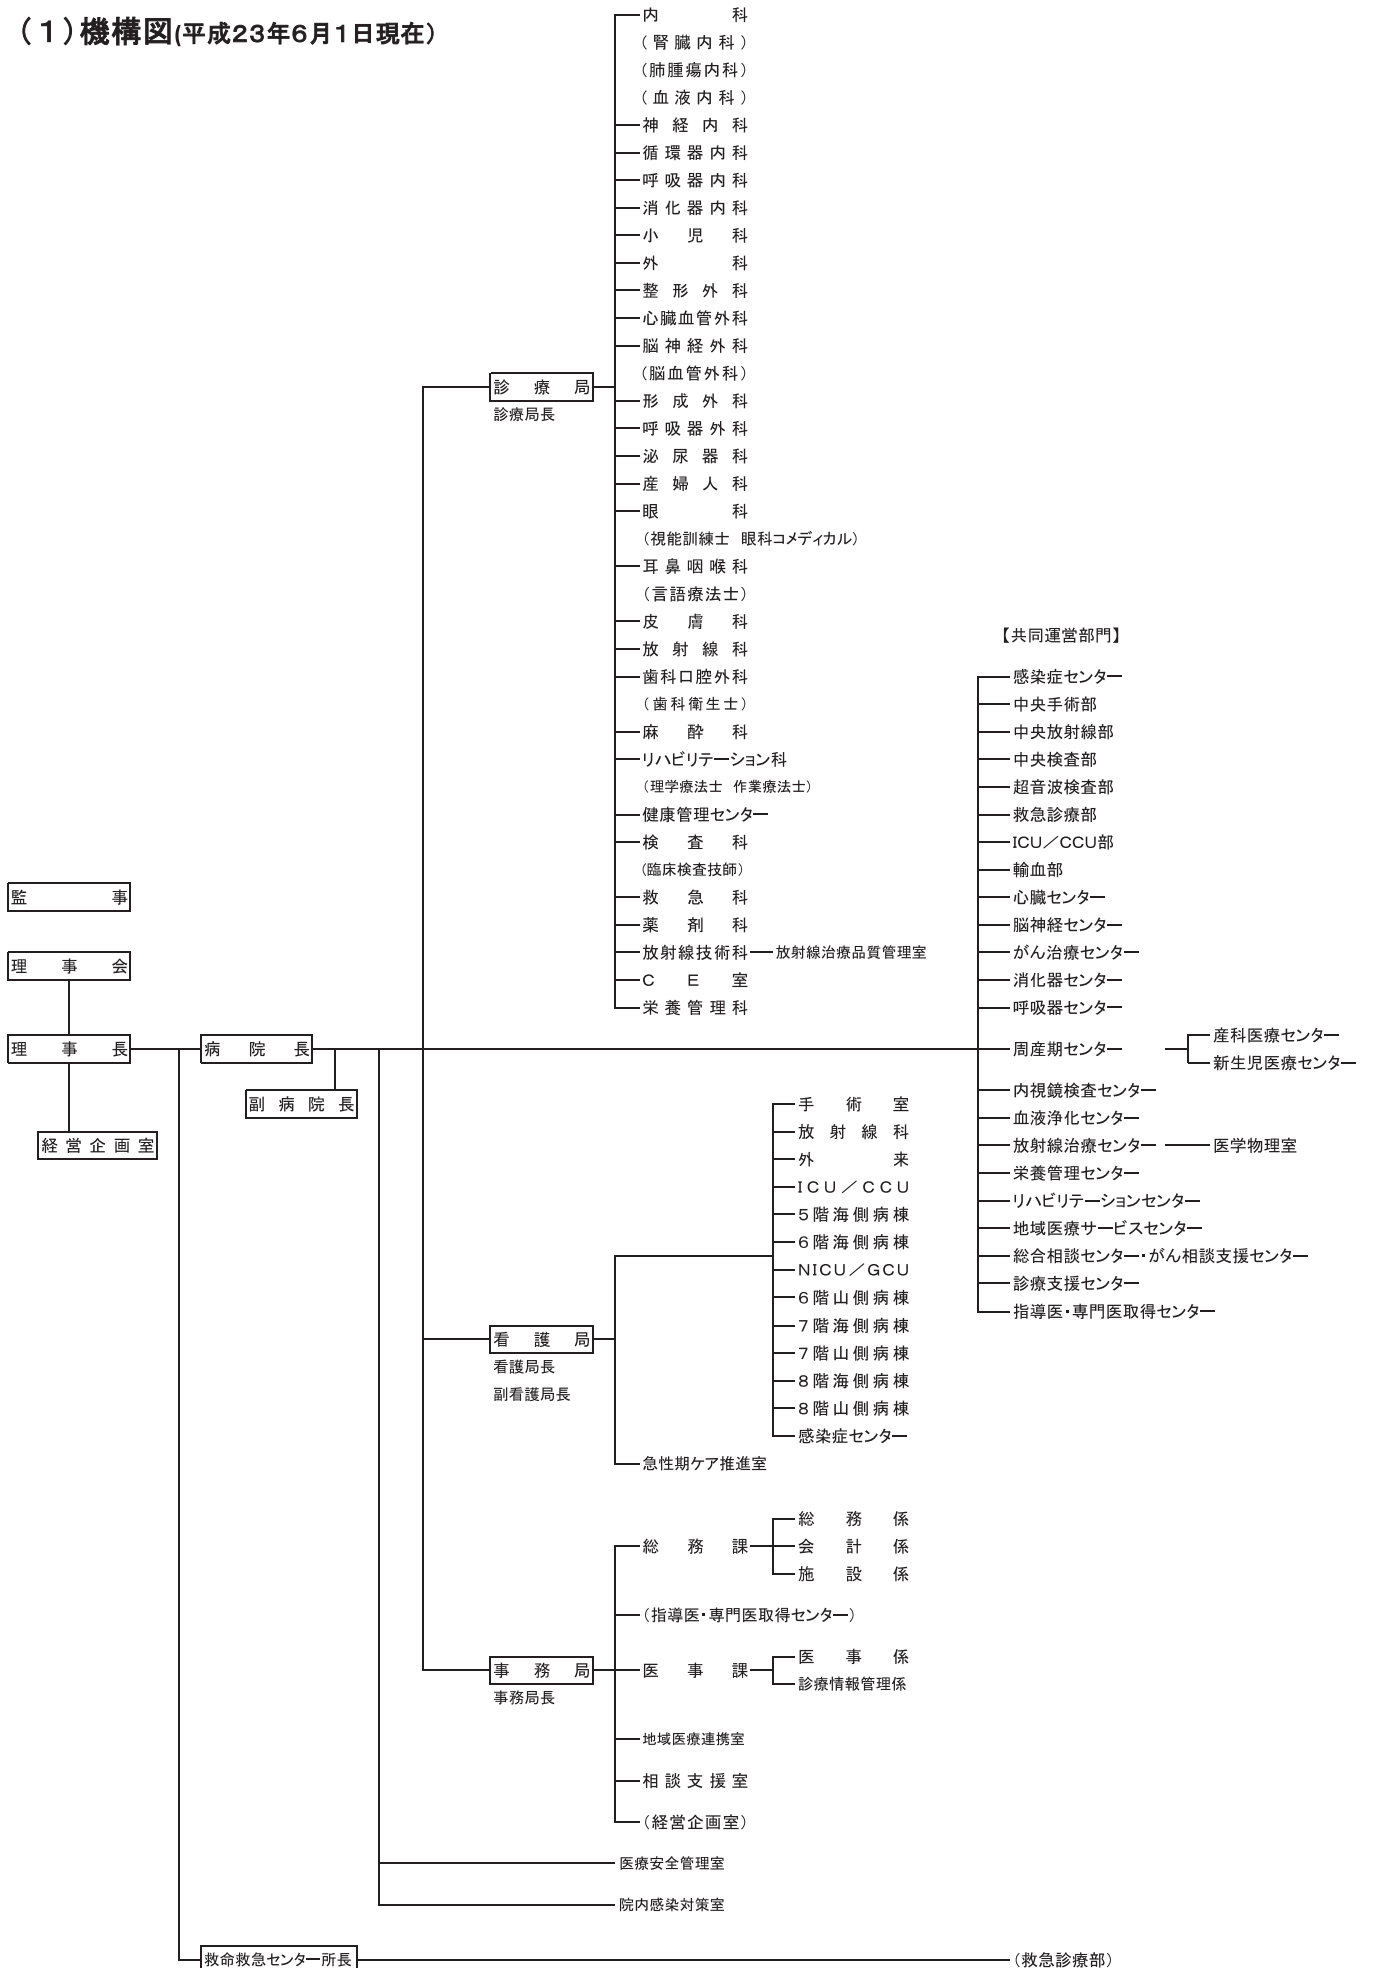 （１）機構図(平成２３年６月１日現在）
内科
（腎臓内科）
（肺腫瘍内科）
（血液内科）
神経内科
循環器内科
呼吸器内科
消化器内科
小児科
外科
整形外科
心臓血管外科
脳神経外科
（脳血管外科）
診療局
診療局長
形成外科
呼吸器外科
泌尿器科
産婦人科
眼科
（視能訓練士　眼科コメディカル）
耳鼻咽喉科
（言語療法士）
皮膚科
放射線科
歯科口腔外科
（歯科衛生士）
麻酔科
リハビリテーション科
（理学療法士　作業療法士）
健康管理センター
検査科
（臨床検査技師）
救急科
薬剤科
放射線技術科 放射線治療品質管理室
ＣＥ室
栄養管理科
【共同運営部門】
感染症センター
中央手術部
中央放射線部
中央検査部
超音波検査部
救急診療部
ICU／CCU部
輸血部
心臓センター
脳神経センター
がん治療センター
消化器センター
呼吸器センター
周産期センター
産科医療センター
新生児医療センター
内視鏡検査センター
血液浄化センター
放射線治療センター 医学物理室
栄養管理センター
リハビリテーションセンター
地域医療サービスセンター
総合相談センター・がん相談支援センター
診療支援センター
指導医・専門医取得センター
監事
理事会
理事長
病院長
副病院長
経営企画室
手術室
放射線科
外来
ＩＣＵ／ＣＣＵ
５階海側病棟
６階海側病棟
NICU／GCU
６階山側病棟
７階海側病棟
７階山側病棟
８階海側病棟
８階山側病棟
感染症センター
看護局
看護局長
副看護局長
急性期ケア推進室
総務課
総務係
会計係
施設係
（指導医・専門医取得センター）
事務局
事務局長
医事課
医事係
診療情報管理係
地域医療連携室
相談支援室
（経営企画室）
医療安全管理室
院内感染対策室
救命救急センター所長
（救急診療部）